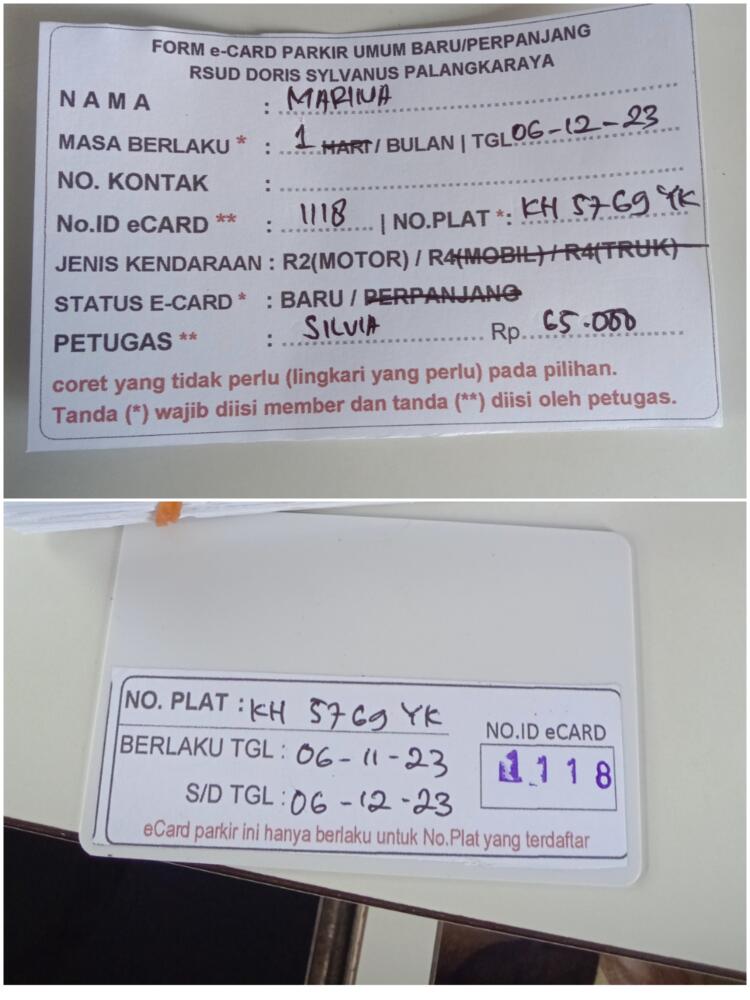 FORM e-CARD PARKIR UMUM BARU/PERPANJANG
RSUD DORIS SYLVANUS PALANGKARAYA
NAMA : MARINA
MASA BERLAKU * : 1 HARI / BULAN | TGL 06-12-23
NO. KONTAK :
No.ID eCARD ** : 1118 | NO.PLAT *: KH 5769 YK
JENIS KENDARAAN : R2(MOTOR) / R4(MOBIL) / R4(TRUK)
STATUS E-CARD * : BARU / PERPANJANG
PETUGAS ** : SILVIA Rp. 65.000
coret yang tidak perlu (lingkari yang perlu) pada pilihan.
Tanda (*) wajib diisi member dan tanda (**) diisi oleh petugas.
NO. PLAT : KH 5769 YK
BERLAKU TGL : 06-11-23
S/D TGL : 06-12-23
NO.ID eCARD
1118
eCard parkir ini hanya berlaku untuk No.Plat yang terdaftar